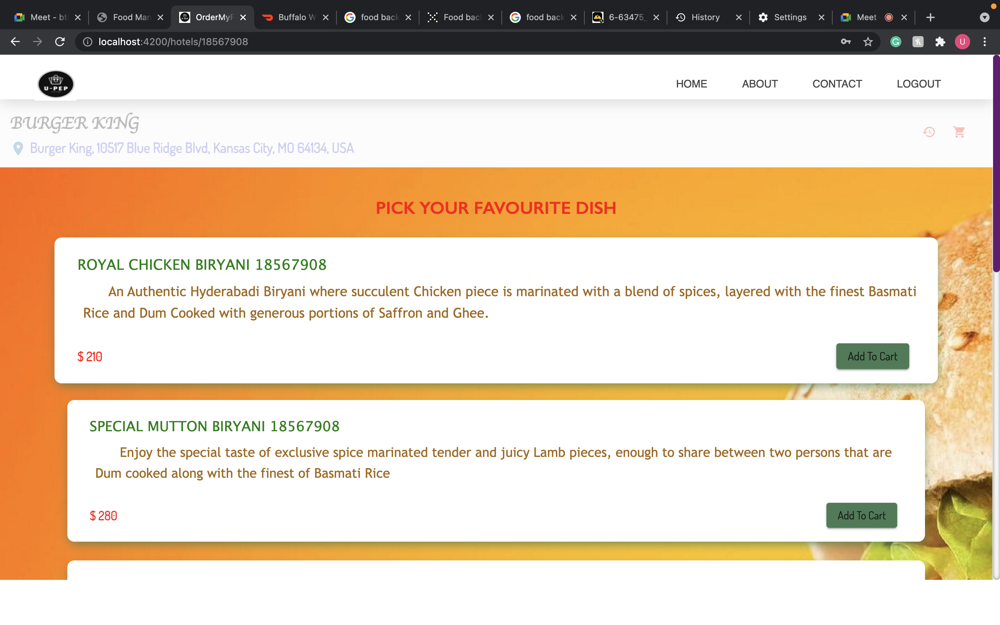 Meet - bti
Food Man
OrderMyF
Buffalo W
food back
Food bac
food back
6-63475_
History
Settings
Meet
localhost:4200/hotels/18567908
U
U-PEP
HOME
ABOUT
CONTACT
LOGOUT
BURGER KING
Burger King, 10517 Blue Ridge Blvd, Kansas City, MO 64134, USA
PICK YOUR FAVOURITE DISH
ROYAL CHICKEN BIRYANI 18567908
An Authentic Hyderabadi Biryani where succulent Chicken piece is marinated with a blend of spices, layered with the finest Basmati
Rice and Dum Cooked with generous portions of Saffron and Ghee.
$ 210
Add To Cart
SPECIAL MUTTON BIRYANI 18567908
Enjoy the special taste of exclusive spice marinated tender and juicy Lamb pieces, enough to share between two persons that are
Dum cooked along with the finest of Basmati Rice
$ 280
Add To Cart